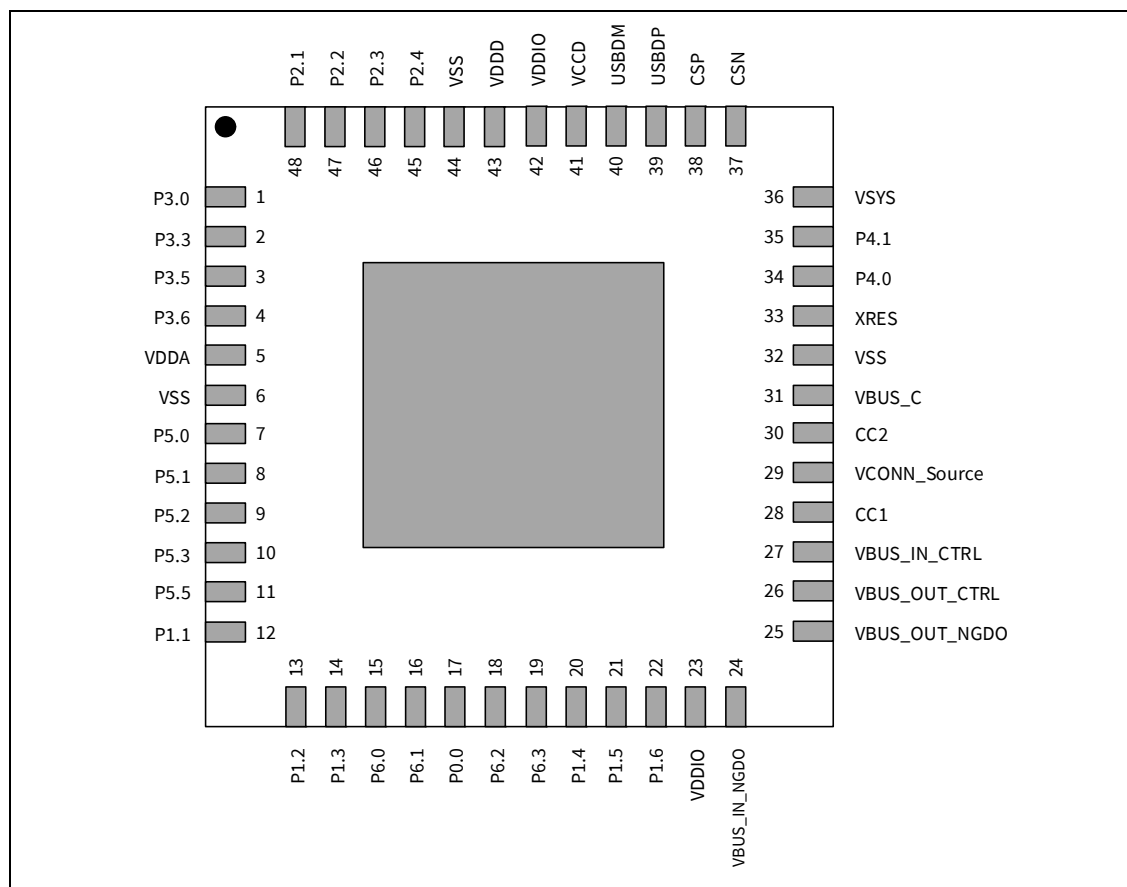 P2.1 P2.2 P2.3 P2.4 VSS VDDD VDDIO VCCD USBDM USBDP CSP CSN
48 47 46 45 44 43 42 41 40 39 38 37
P3.0 1 36 VSYS
P3.3 2 35 P4.1
P3.5 3 34 P4.0
P3.6 4 33 XRES
VDDA 5 32 VSS
VSS 6 31 VBUS_C
P5.0 7 30 CC2
P5.1 8 29 VCONN_Source
P5.2 9 28 CC1
P5.3 10 27 VBUS_IN_CTRL
P5.5 11 26 VBUS_OUT_CTRL
P1.1 12 25 VBUS_OUT_NGDO
13 14 15 16 17 18 19 20 21 22 23 24
P1.2 P1.3 P6.0 P6.1 P0.0 P6.2 P6.3 P1.4 P1.5 P1.6 VDDIO VBUS_IN_NGDO